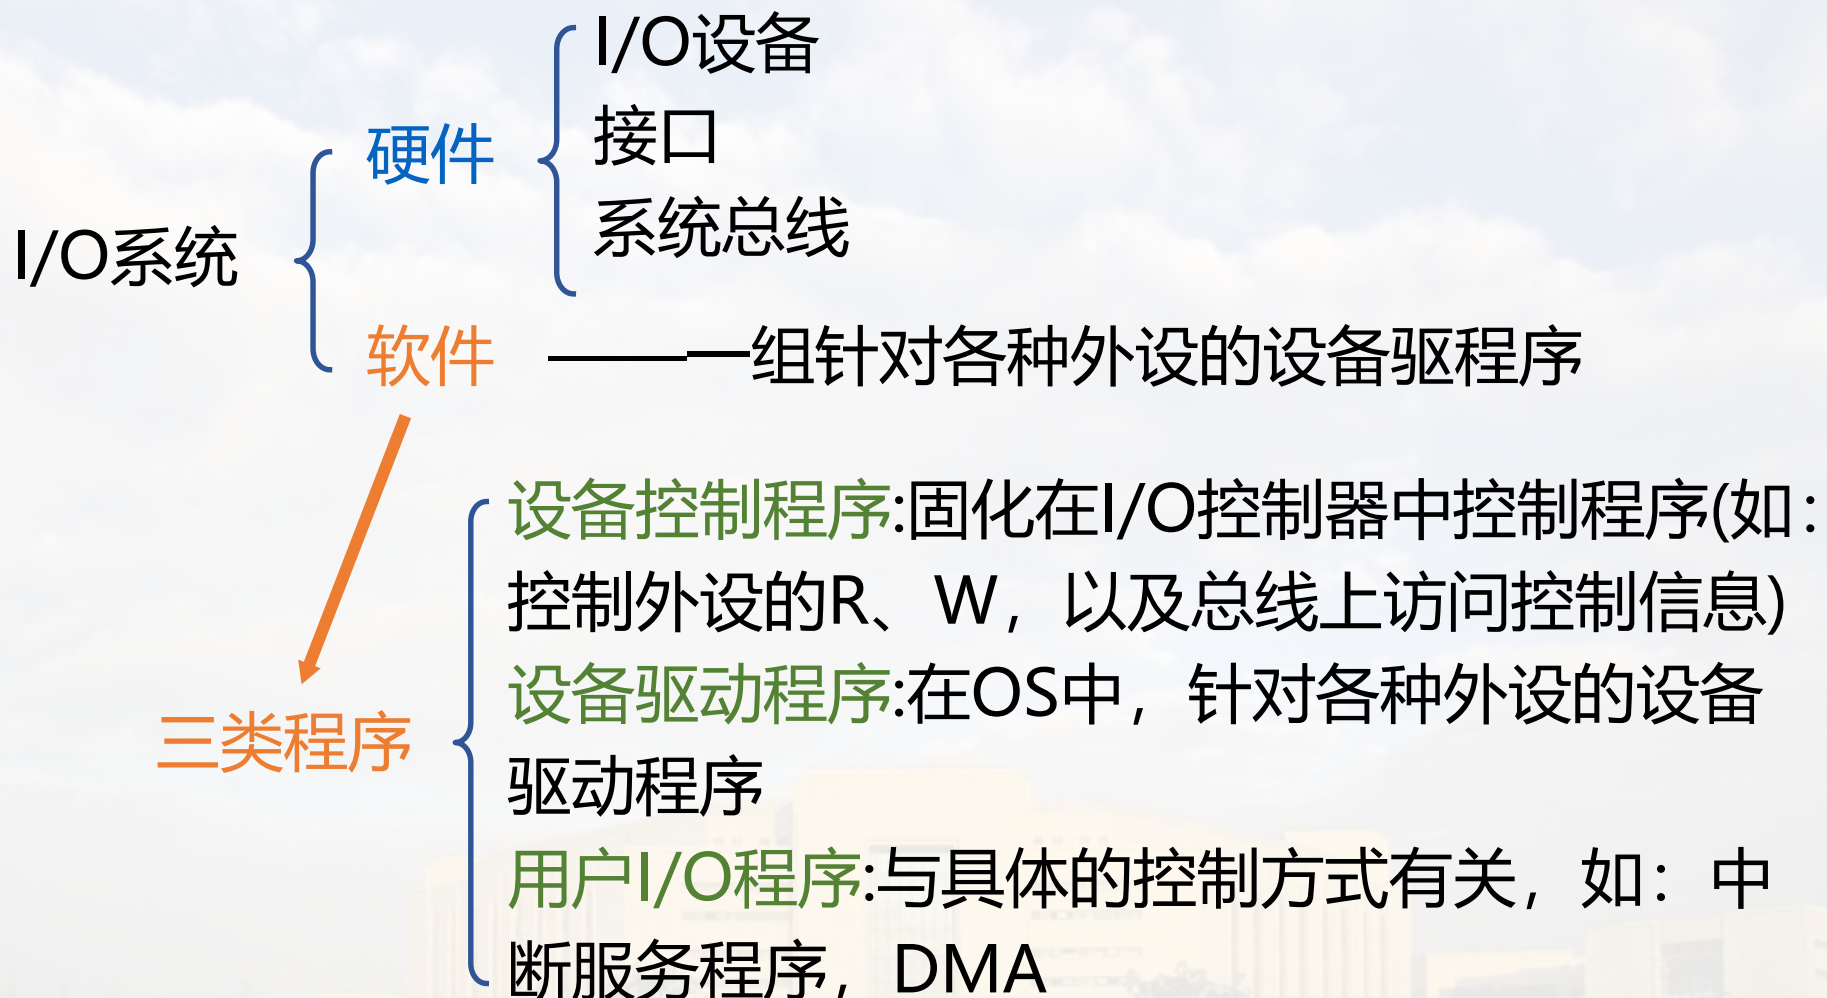 I/O设备
接口
硬件
系统总线
I/O系统
软件 ——一组针对各种外设的设备驱程序
设备控制程序:固化在I/O控制器中控制程序(如：
控制外设的R、W，以及总线上访问控制信息)
设备驱动程序:在OS中，针对各种外设的设备
三类程序
驱动程序
用户I/O程序:与具体的控制方式有关，如：中
断服务程序，DMA